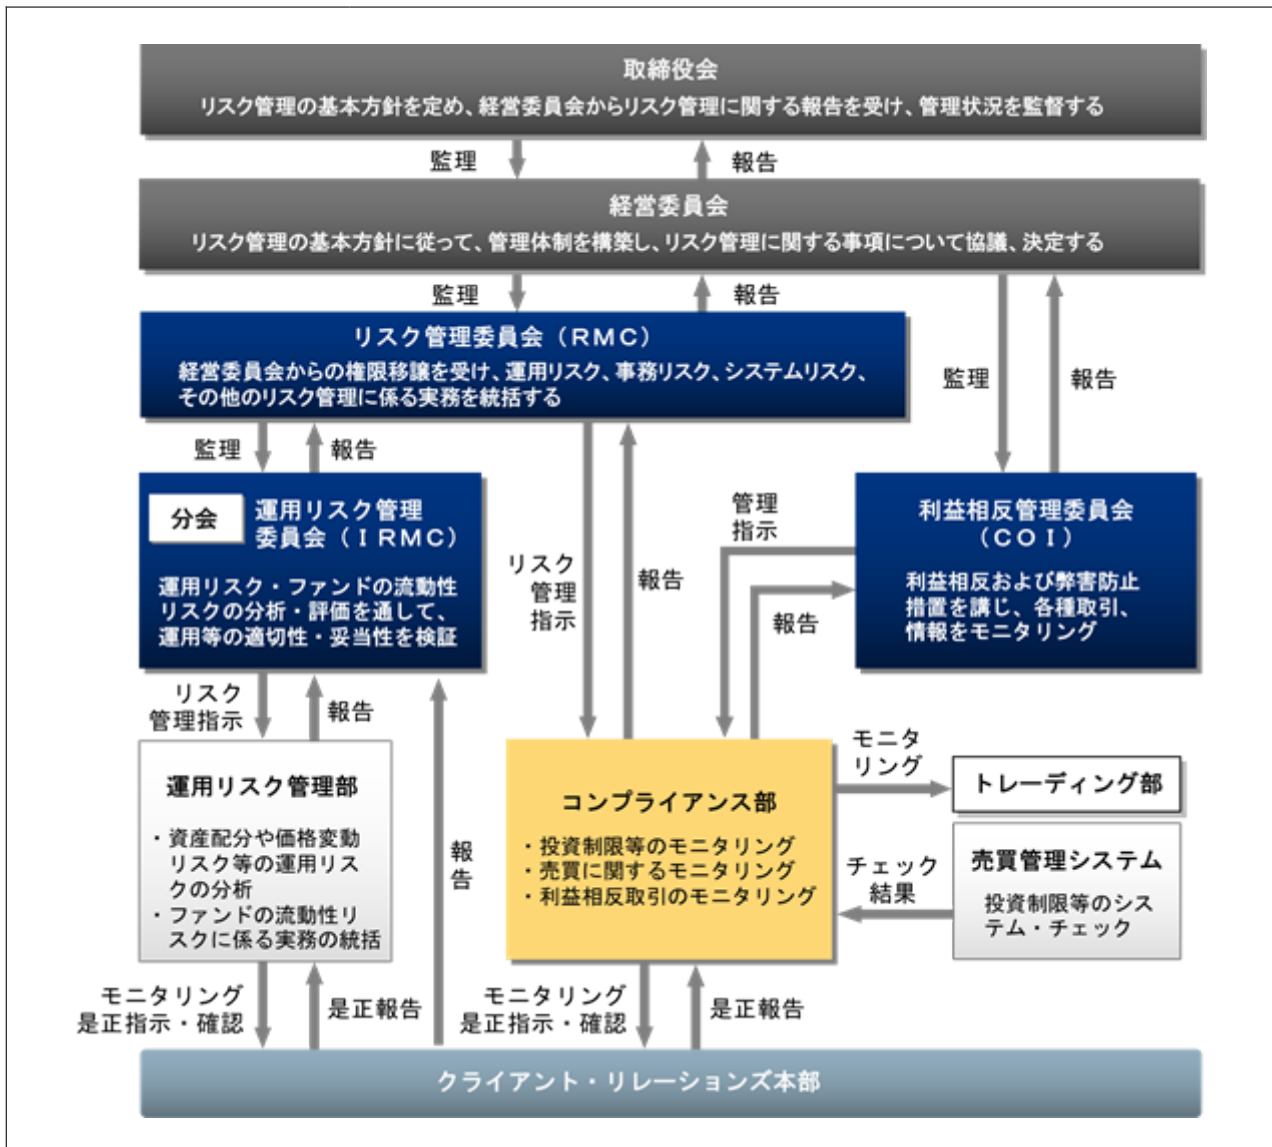 取締役会
リスク管理の基本方針を定め、経営委員会からリスク管理に関する報告を受け、管理状況を監督する
監理
報告
経営委員会
リスク管理の基本方針に従って、管理体制を構築し、リスク管理に関する事項について協議、決定する
監理
報告
リスク管理委員会（ＲＭＣ）
経営委員会からの権限移譲を受け、運用リスク、事務リスク、システムリスク、
その他のリスク管理に係る実務を統括する
監理
報告
監理
報告
分会
運用リスク管理
委員会（ＩＲＭＣ）
運用リスク・ファンドの流動性
リスクの分析・評価を通して、
運用等の適切性・妥当性を検証
リスク
管理
指示
報告
管理
指示
報告
利益相反管理委員会
（ＣＯＩ）
利益相反および弊害防止
措置を講じ、各種取引、
情報をモニタリング
リスク
管理指示
報告
運用リスク管理部
・資産配分や価格変動
リスク等の運用リス
クの分析
・ファンドの流動性リ
スクに係る実務の統括
報
告
コンプライアンス部
・投資制限等のモニタリング
・売買に関するモニタリング
・利益相反取引のモニタリング
モニタ
リング
トレーディング部
チェック
結果
売買管理システム
投資制限等のシス
テム・チェック
モニタリング
是正指示・確認
是正報告
モニタリング
是正指示・確認
是正報告
クライアント・リレーションズ本部